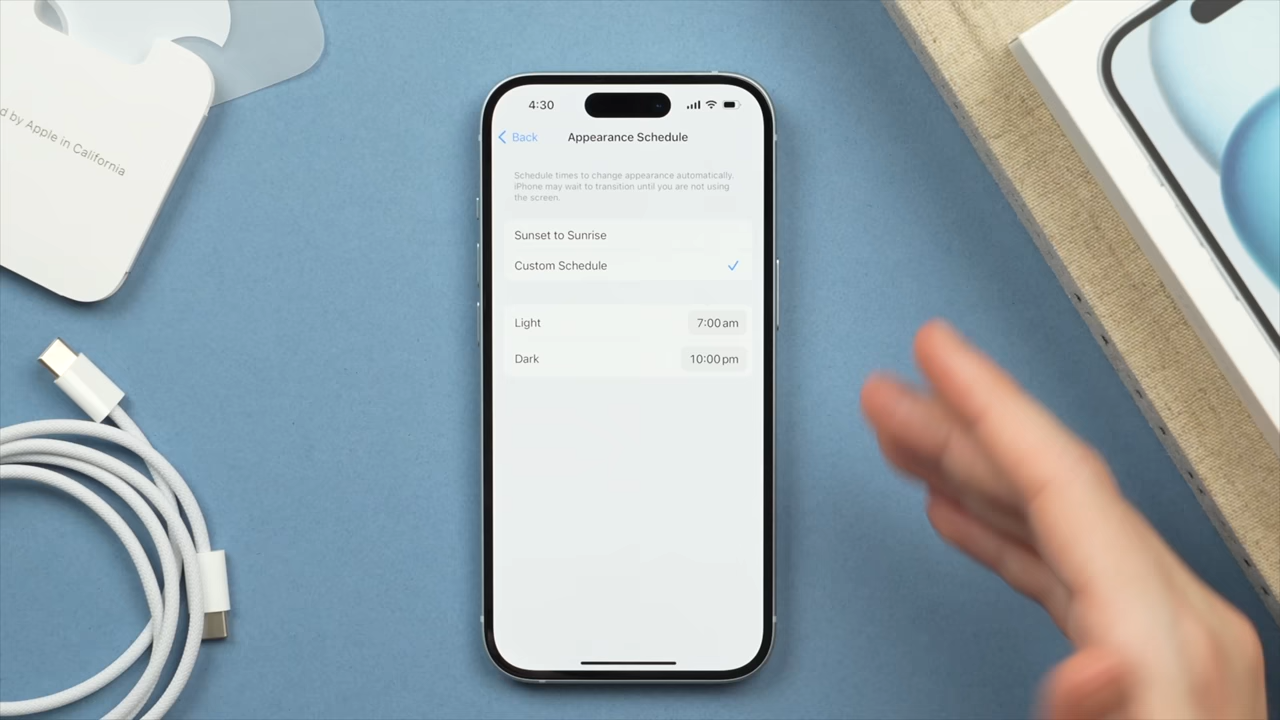 d by Apple in California
4:30
Back
Appearance Schedule
Schedule times to change appearance automatically.
iPhone may wait to transition until you are not using
the screen.
Sunset to Sunrise
Custom Schedule
Light
7:00 am
Dark
10:00 pm